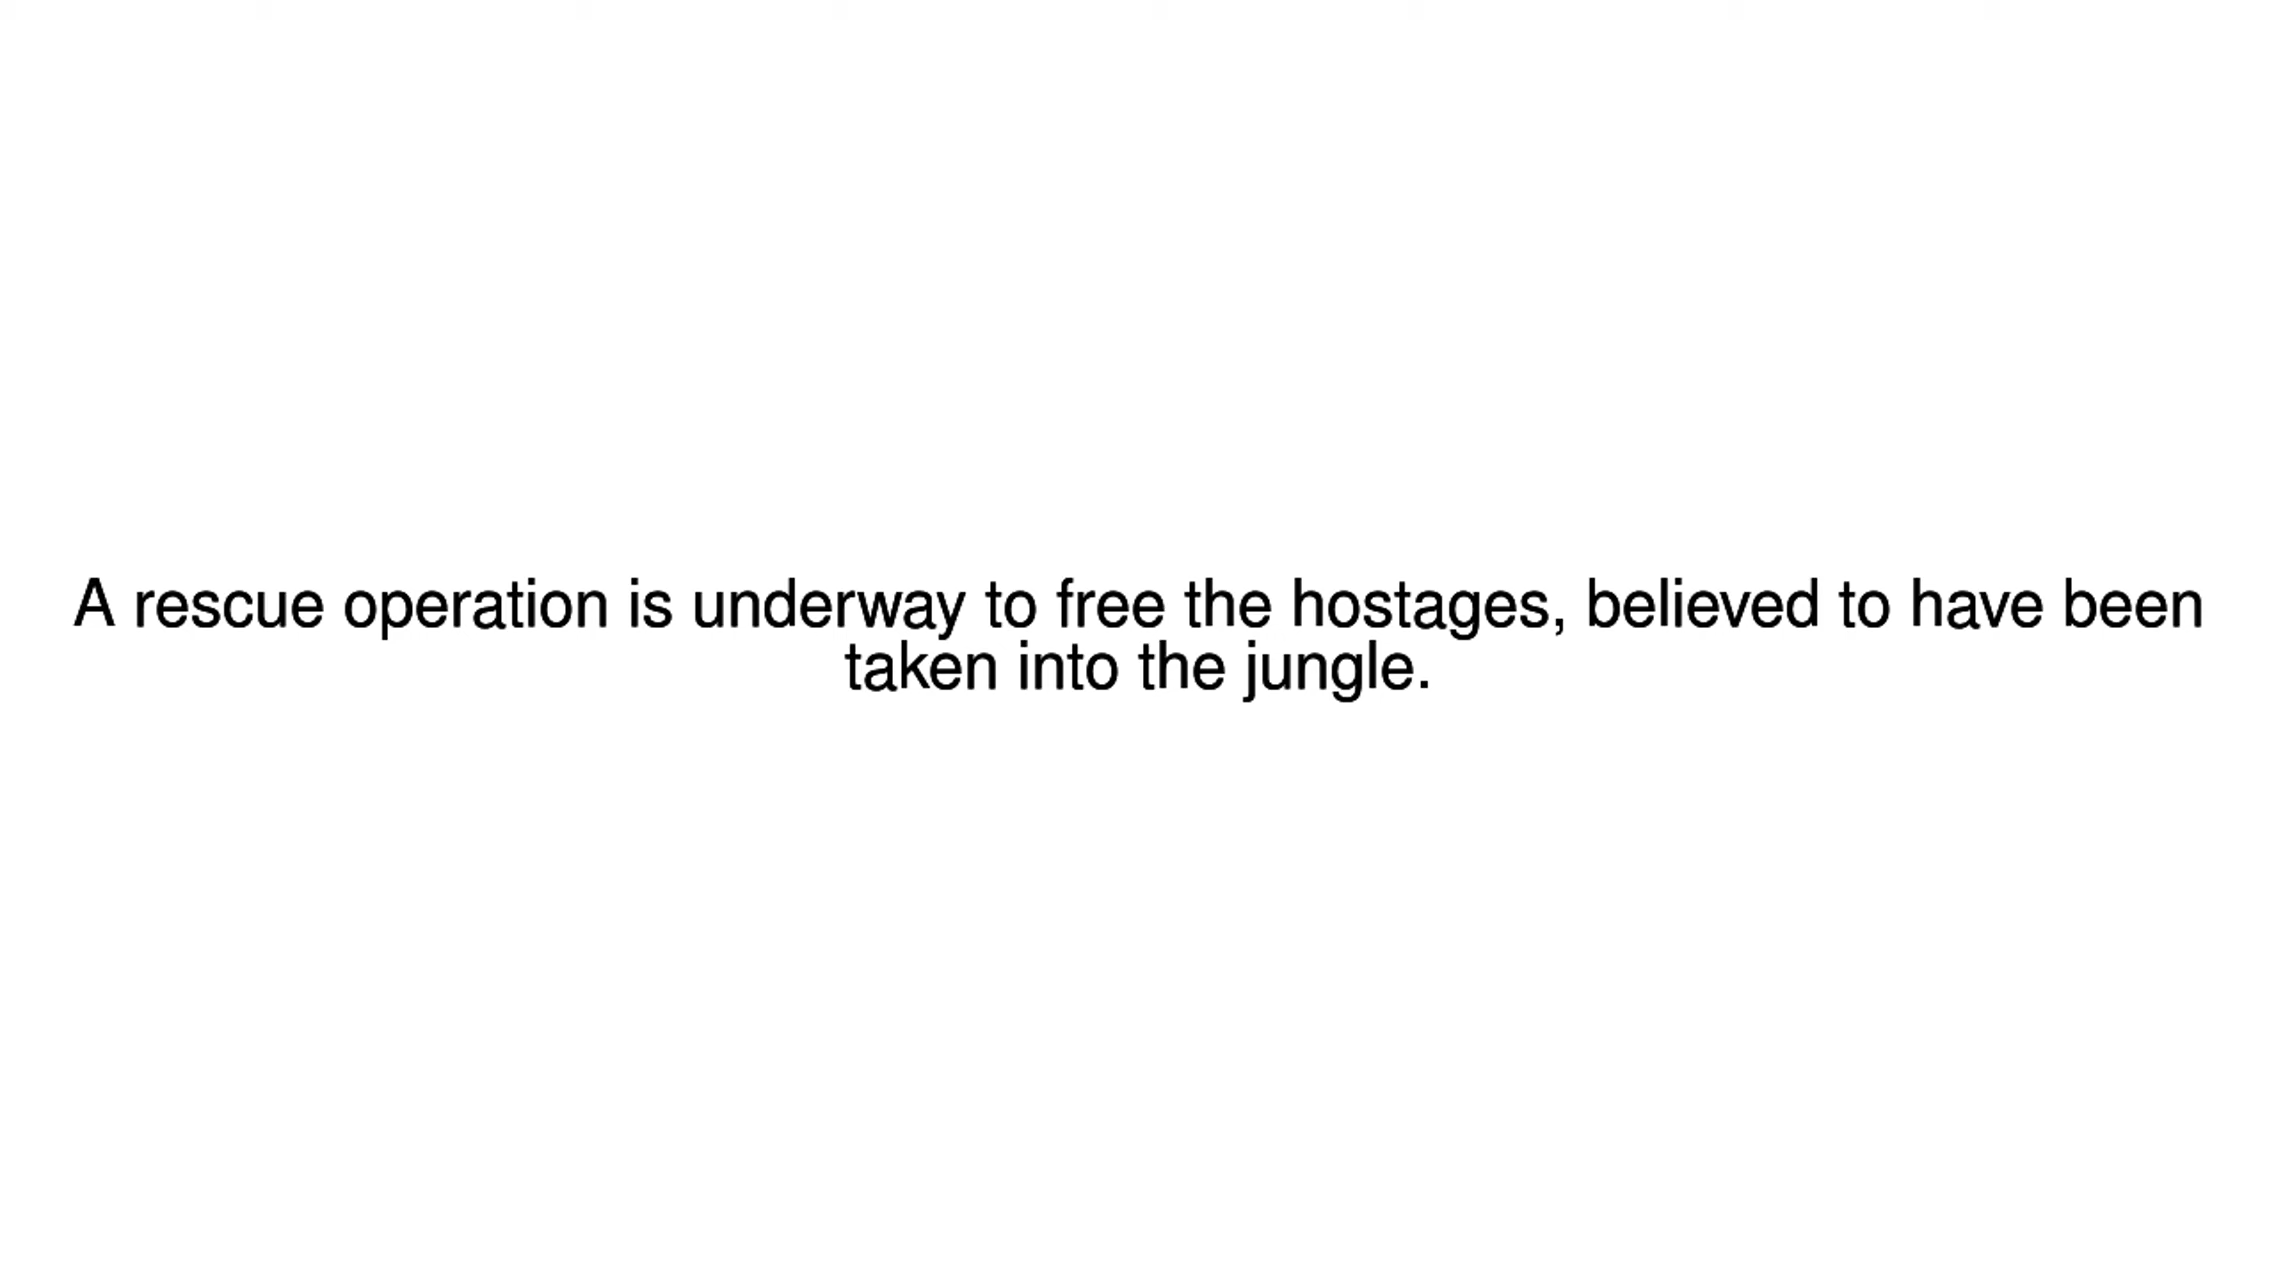 A rescue operation is underway to free the hostages, believed to have been
taken into the jungle.